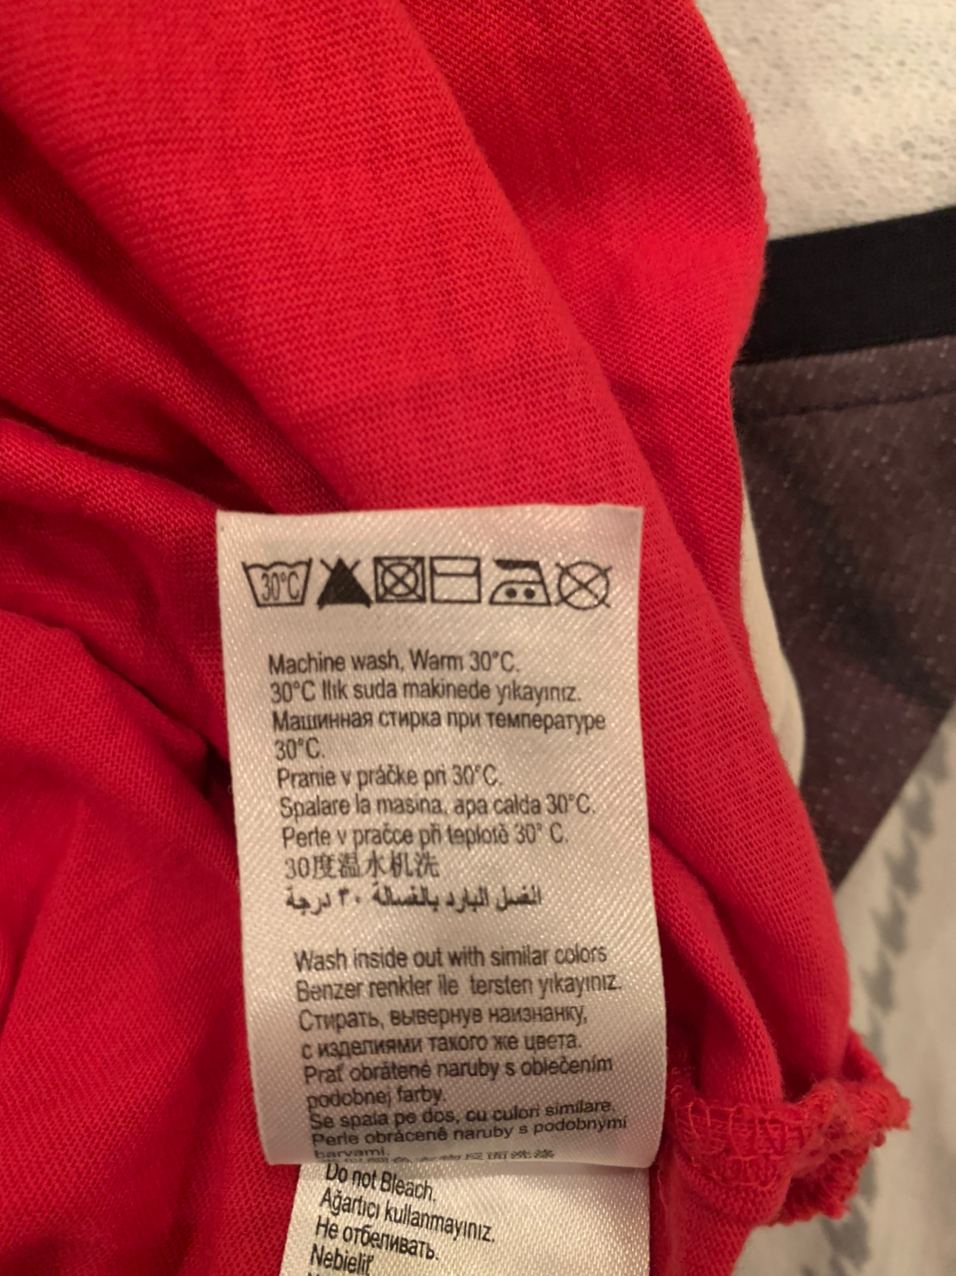 30°C
Machine wash, Warm 30°C.
30°C Ilık suda makinede yıkayınız.
Машинная стирка при температуре
30°C.
Pranie v práčke pri 30°C.
Spalare la masina, apa calda 30°C.
Perte v pračce při teplotě 30° C.
30度温水机洗
الغسل البارد بالغسالة ٣٠ درجة
Wash inside out with similar colors
Benzer renkler ile tersten yıkayınız.
Стирать, вывернув наизнанку,
с изделиями такого же цвета.
Prať obrátené naruby s oblečením
podobnej farby.
Se spala pe dos, cu culori similare.
Perte obráceně naruby s podobnými
barvami.
Do not Bleach.
Ağartıcı kullanmayınız.
Не отбеливать.
Nebieliť